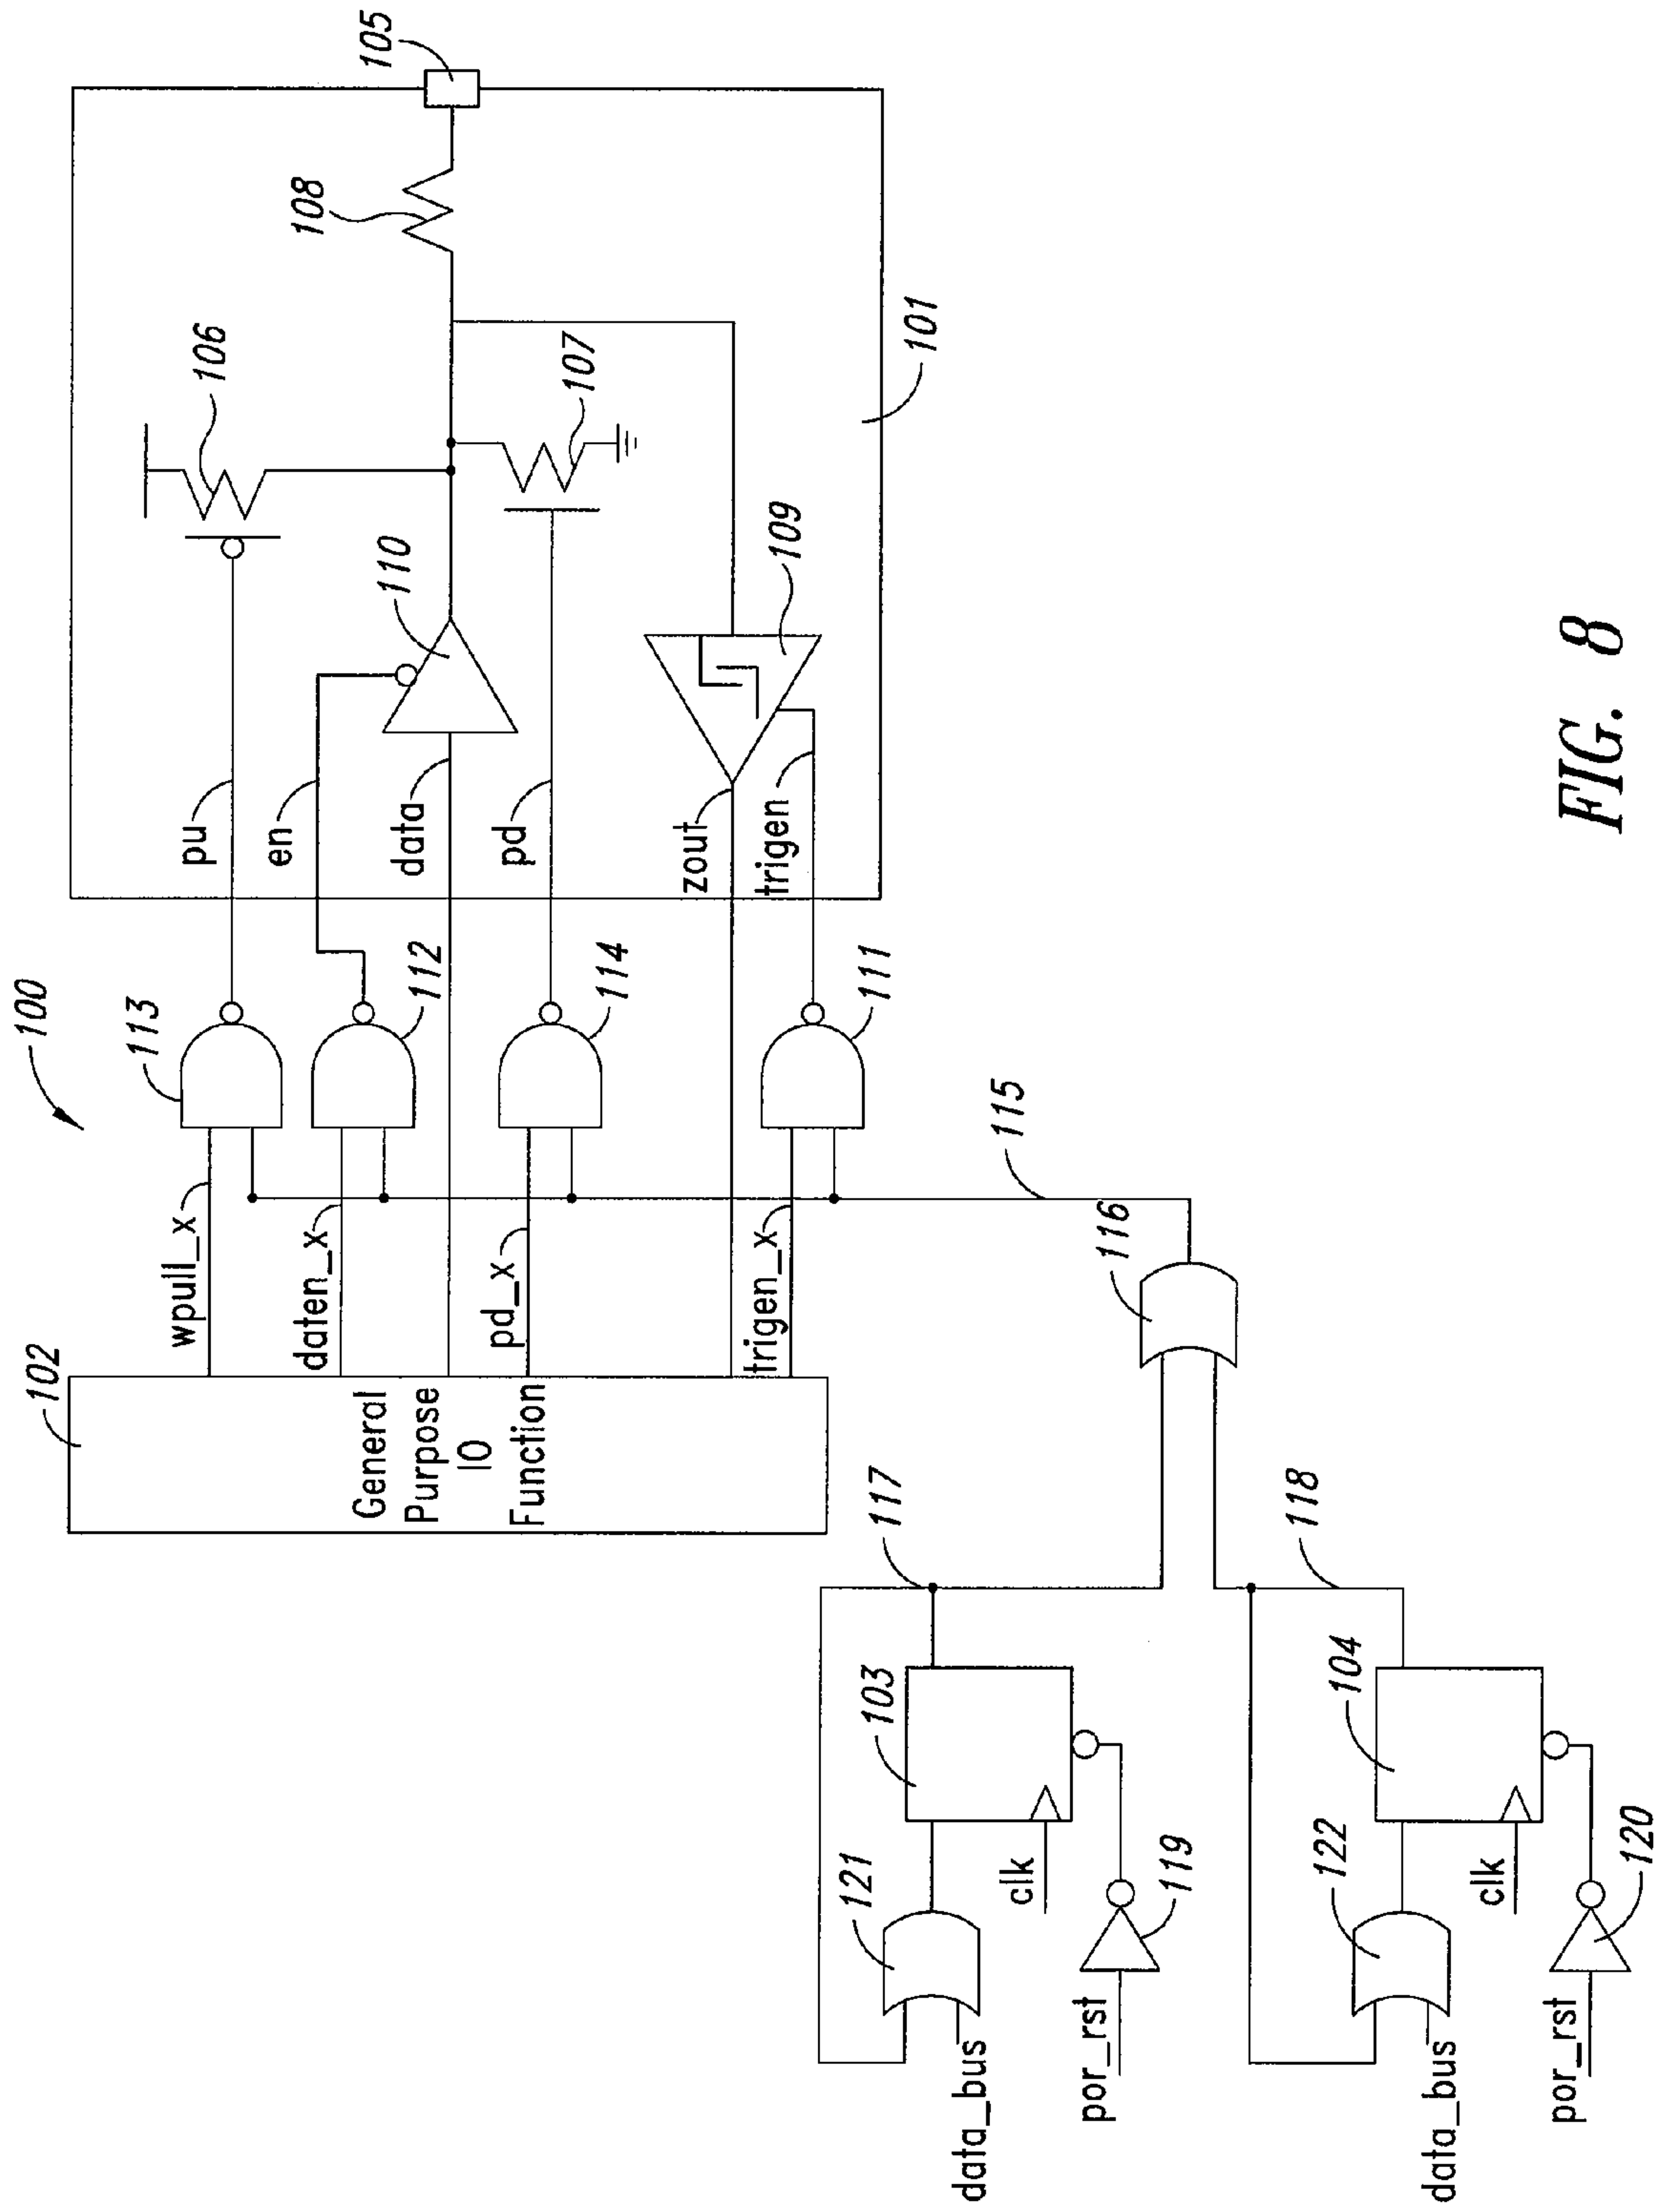 100
102
General
Purpose
IO
Function
wpull_x
daten_x
pd_x
trigen_x
113
112
114
111
pu
en
data
pd
zout
trigen
110
106
107
109
108
105
101
115
116
117
118
103
121
data_bus
clk
por_rst
119
104
122
data_bus
clk
por_rst
120
FIG. 8